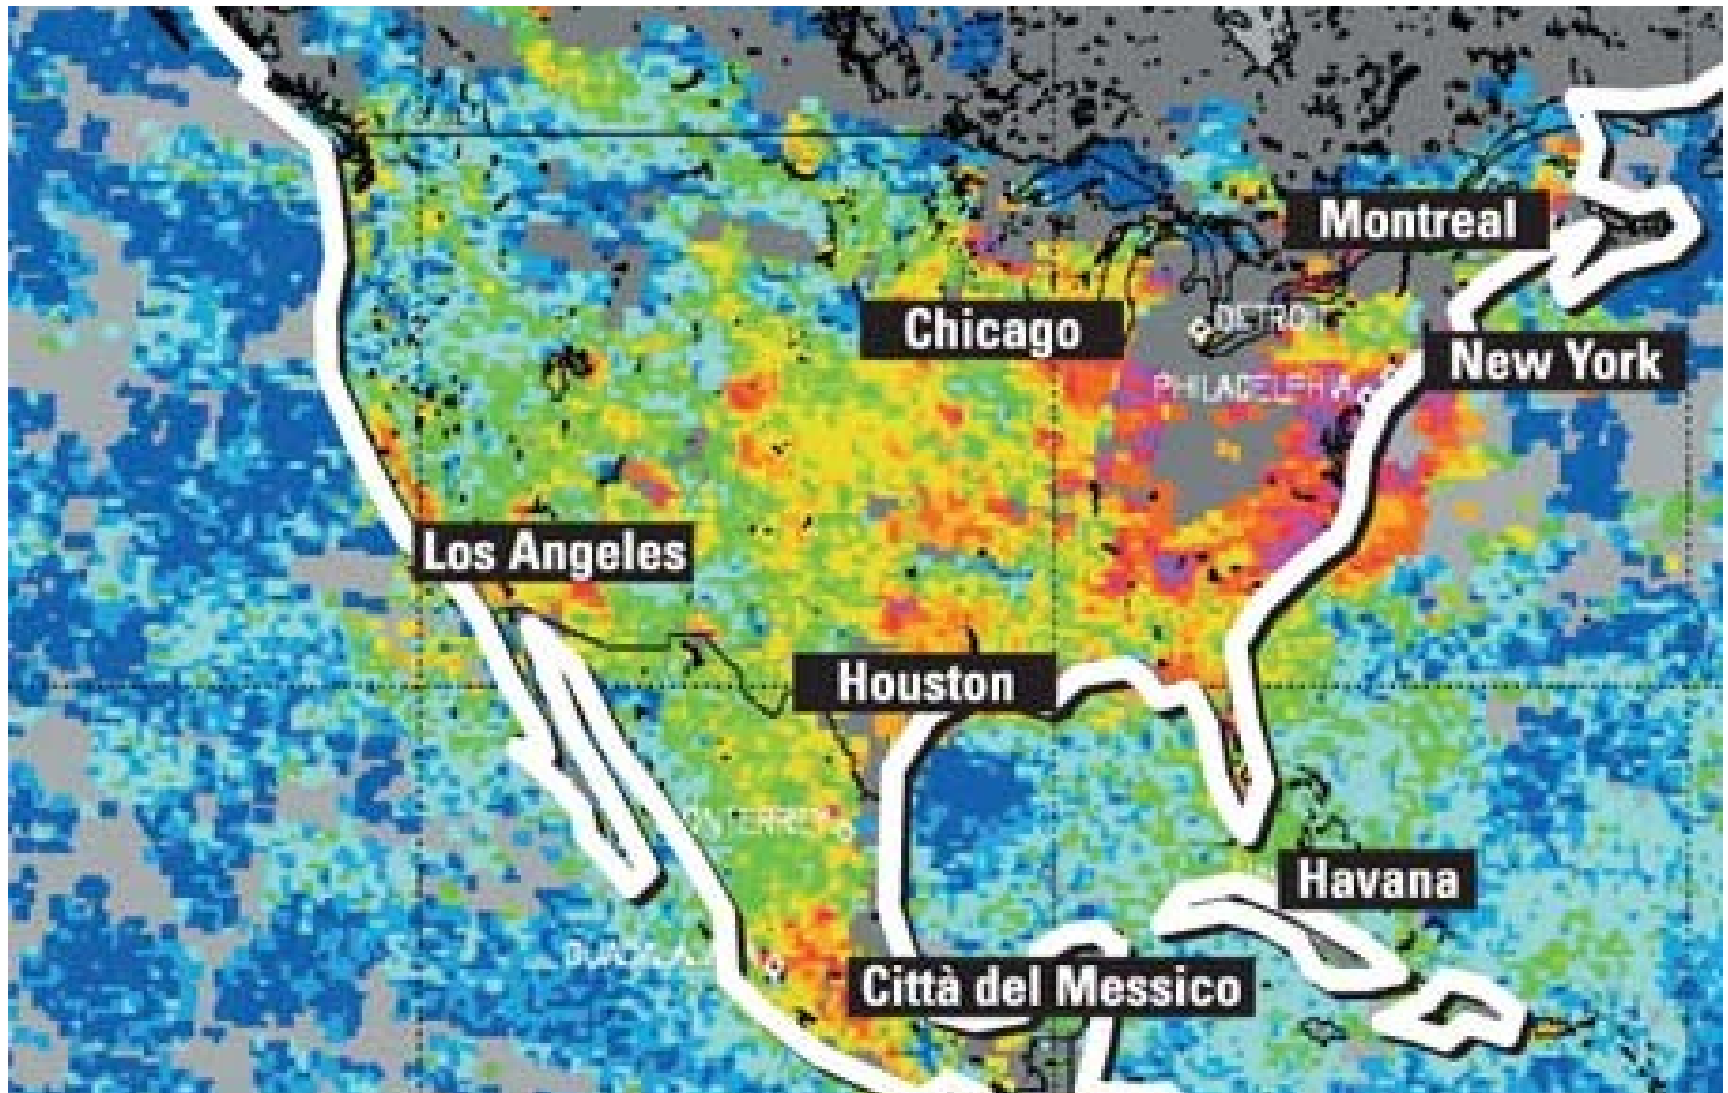 Montreal
Chicago
DETROIT
New York
PHILADELPHIA
Los Angeles
Houston
Havana
Città del Messico